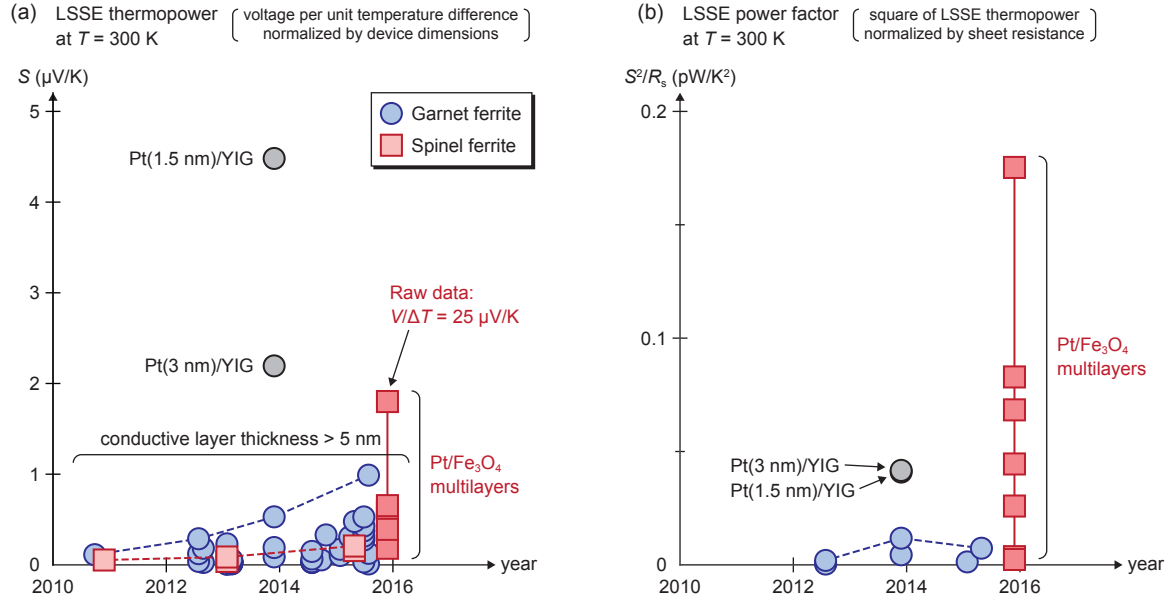 (a) LSSE thermopower
at T = 300 K
voltage per unit temperature difference
normalized by device dimensions
S (μV/K)
5
4
3
2
1
0
Garnet ferrite
Spinel ferrite
Pt(1.5 nm)/YIG
Pt(3 nm)/YIG
Raw data:
V/ΔT = 25 μV/K
conductive layer thickness > 5 nm
Pt/Fe₃O₄
multilayers
year
2010
2012
2014
2016
(b) LSSE power factor
at T = 300 K
square of LSSE thermopower
normalized by sheet resistance
S²/Rₛ (pW/K²)
0.2
0.1
0
Pt(3 nm)/YIG
Pt(1.5 nm)/YIG
Pt/Fe₃O₄
multilayers
year
2010
2012
2014
2016